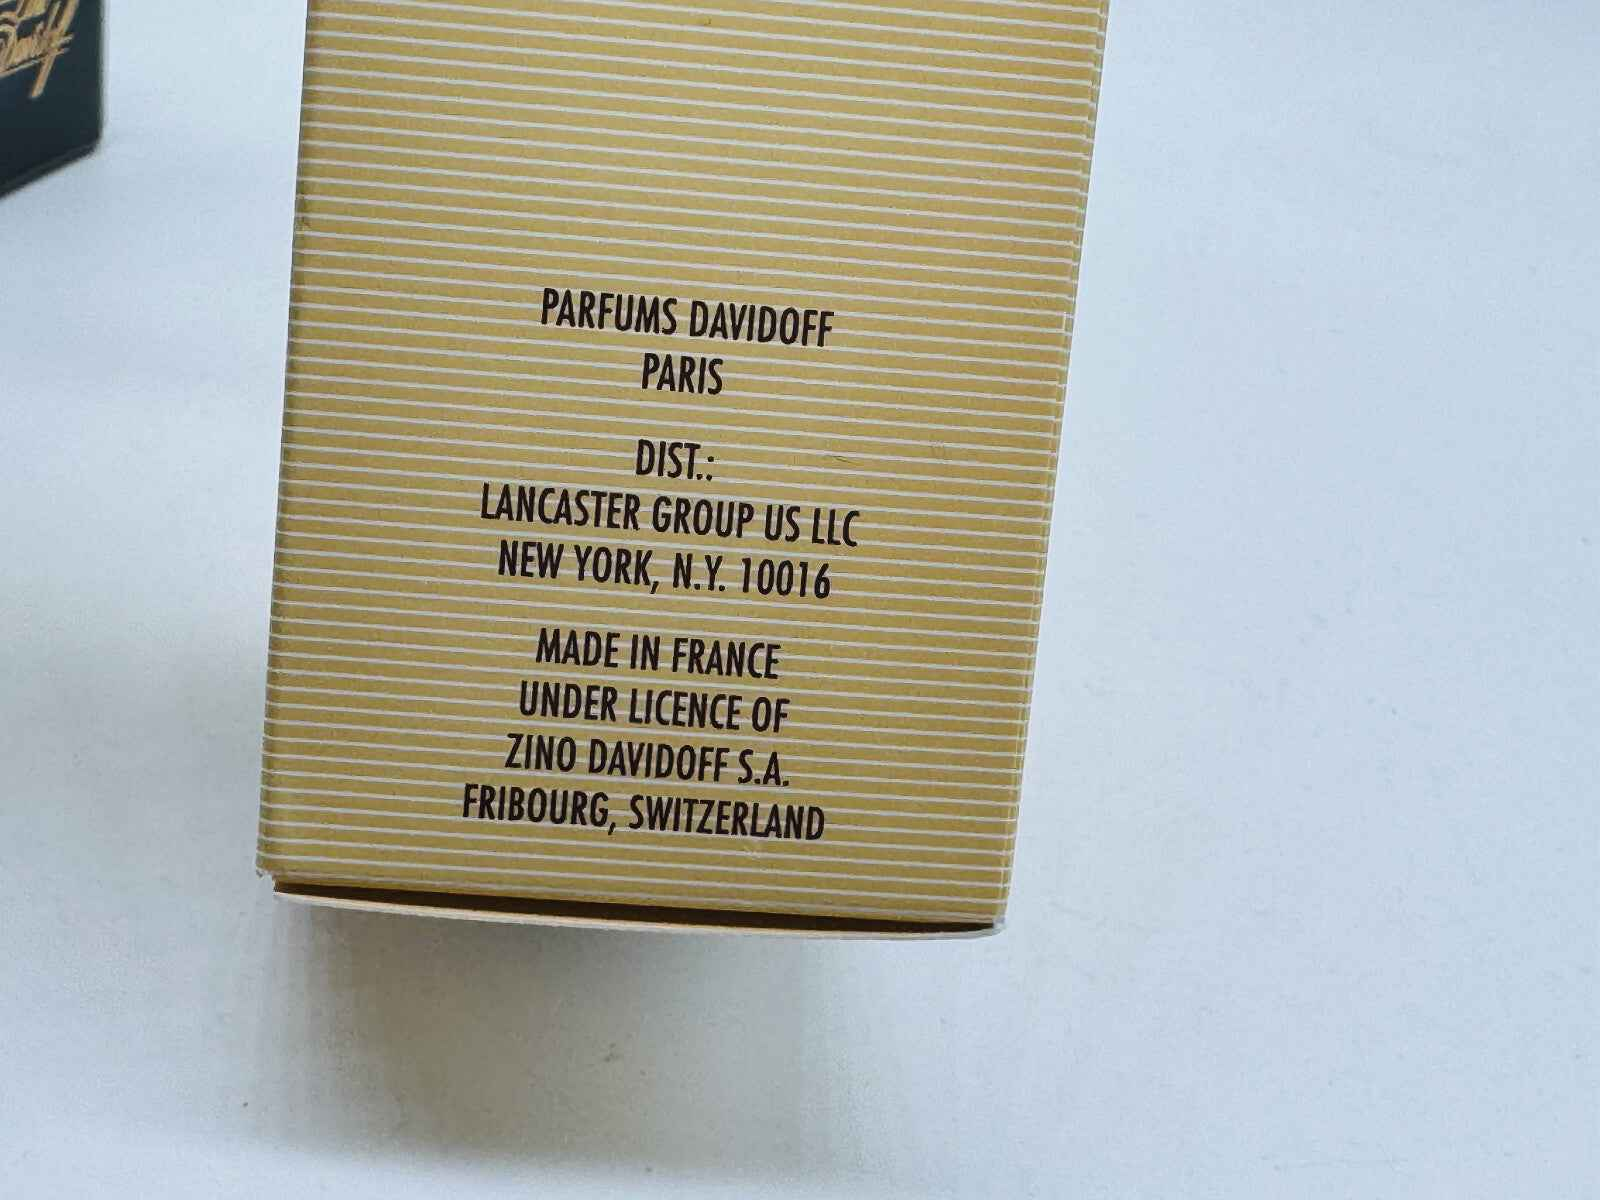 Davidoff
PARFUMS DAVIDOFF
PARIS
DIST.:
LANCASTER GROUP US LLC
NEW YORK, N.Y. 10016
MADE IN FRANCE
UNDER LICENCE OF
ZINO DAVIDOFF S.A.
FRIBOURG, SWITZERLAND